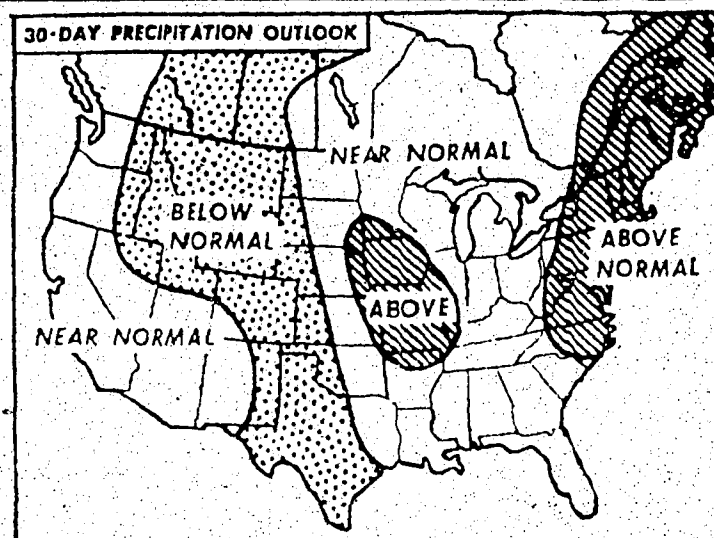 30-DAY PRECIPITATION OUTLOOK
NEAR NORMAL
BELOW
NORMAL
ABOVE
NORMAL
ABOVE
NEAR NORMAL